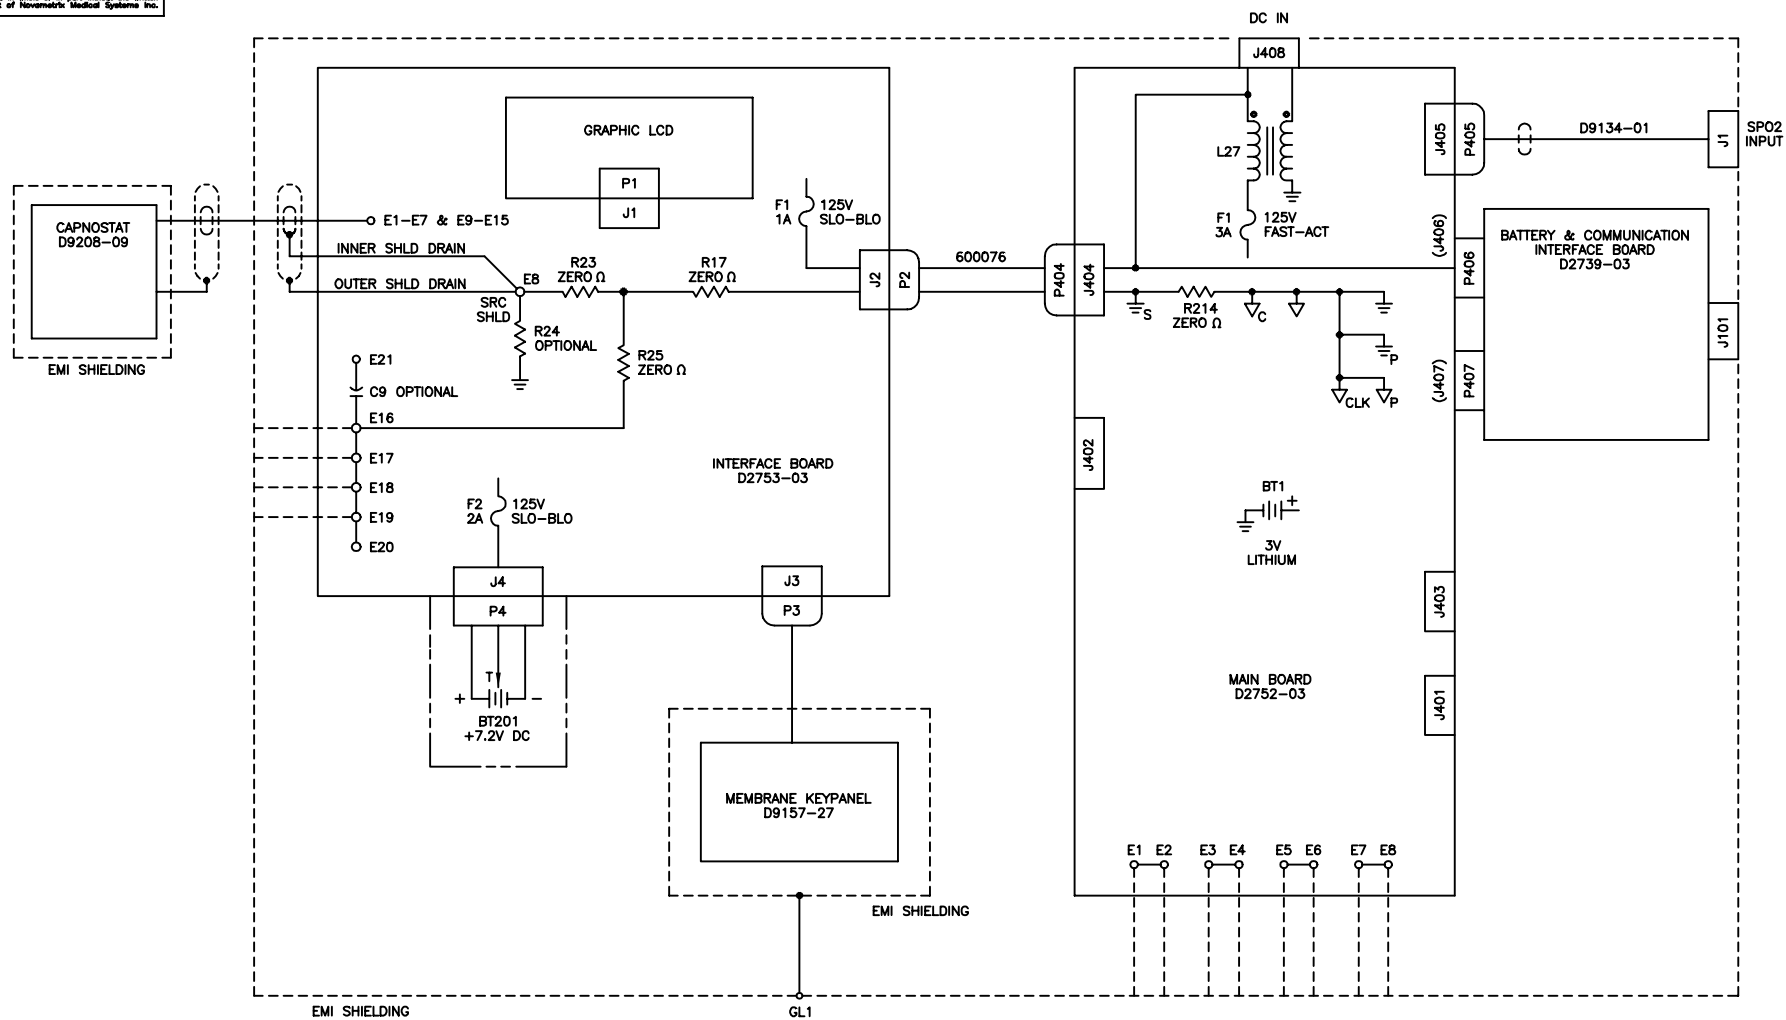 k of Novametrix Medical Systems Inc.
DC IN
J408
GRAPHIC LCD
P1
J1
CAPNOSTAT
D9208-09
EMI SHIELDING
E1-E7 & E9-E15
INNER SHLD DRAIN
OUTER SHLD DRAIN
E8
SRC
SHLD
R23
ZERO Ω
R17
ZERO Ω
R24
OPTIONAL
R25
ZERO Ω
F1
1A
125V
SLO-BLO
J2
P2
600076
P404
J404
L27
F1
3A
125V
FAST-ACT
J405
P405
D9134-01
J1
SPO2
INPUT
(J406)
P406
BATTERY & COMMUNICATION
INTERFACE BOARD
D2739-03
J101
(J407)
P407
S
R214
ZERO Ω
C
P
CLK
P
E21
C9 OPTIONAL
E16
E17
E18
E19
E20
INTERFACE BOARD
D2753-03
F2
2A
125V
SLO-BLO
J4
P4
T
+
-
BT201
+7.2V DC
J3
P3
MEMBRANE KEYPANEL
D9157-27
EMI SHIELDING
J402
BT1
+
3V
LITHIUM
J403
MAIN BOARD
D2752-03
J401
E1 E2 E3 E4 E5 E6 E7 E8
EMI SHIELDING
GL1